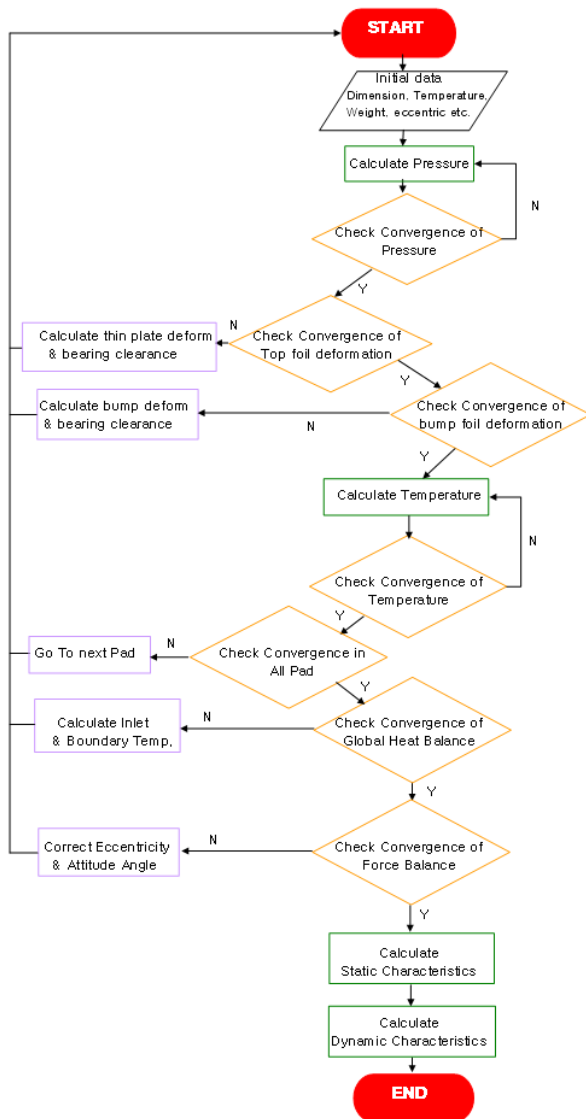 START
Initial data
Dimension, Temperature,
Weight, eccentric etc.
Calculate Pressure
N
Check Convergence of
Pressure
Y
Calculate thin plate deform
& bearing clearance
N
Check Convergence of
Top foil deformation
Y
Calculate bump deform
& bearing clearance
N
Check Convergence of
bump foil deformation
Y
Calculate Temperature
N
Check Convergence of
Temperature
Y
Go To next Pad
N
Check Convergence in
All Pad
Y
Calculate Inlet
& Boundary Temp,
N
Check Convergence of
Global Heat Balance
Y
Correct Eccentricity
& Attitude Angle
N
Check Convergence of
Force Balance
Y
Calculate
Static Characteristics
Calculate
Dynamic Characteristics
END